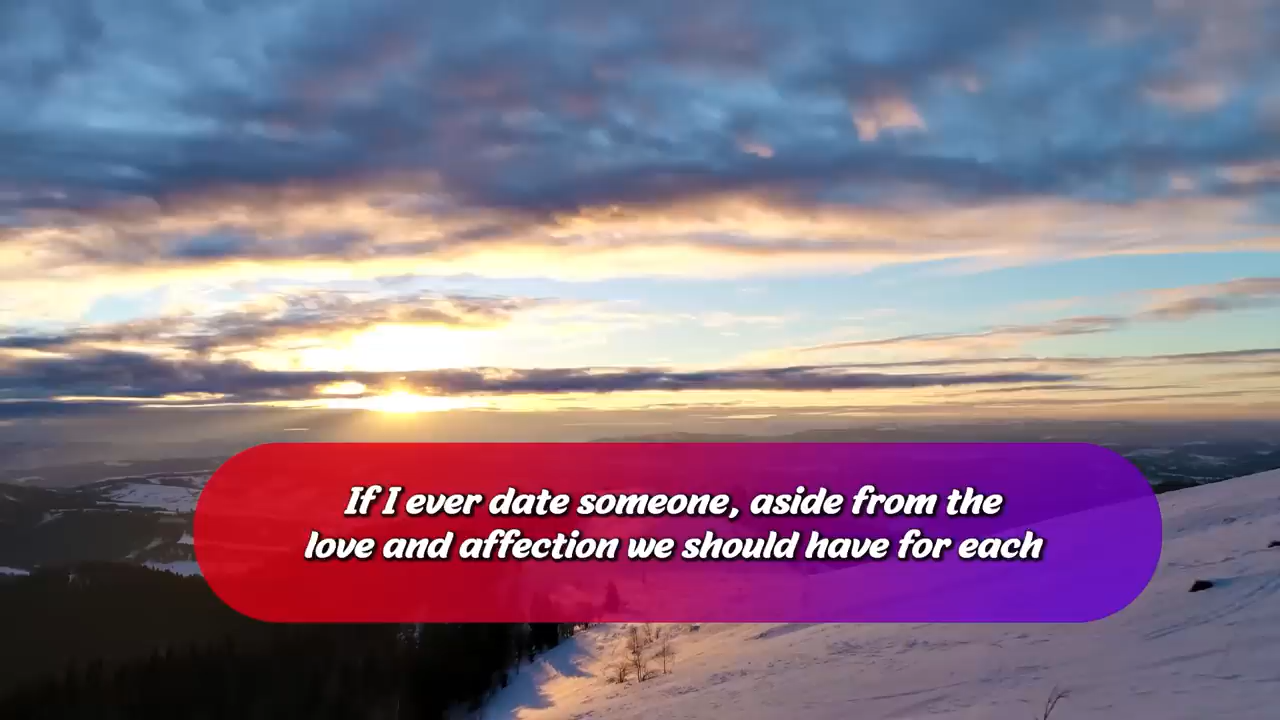 If I ever date someone, aside from the
love and affection we should have for each